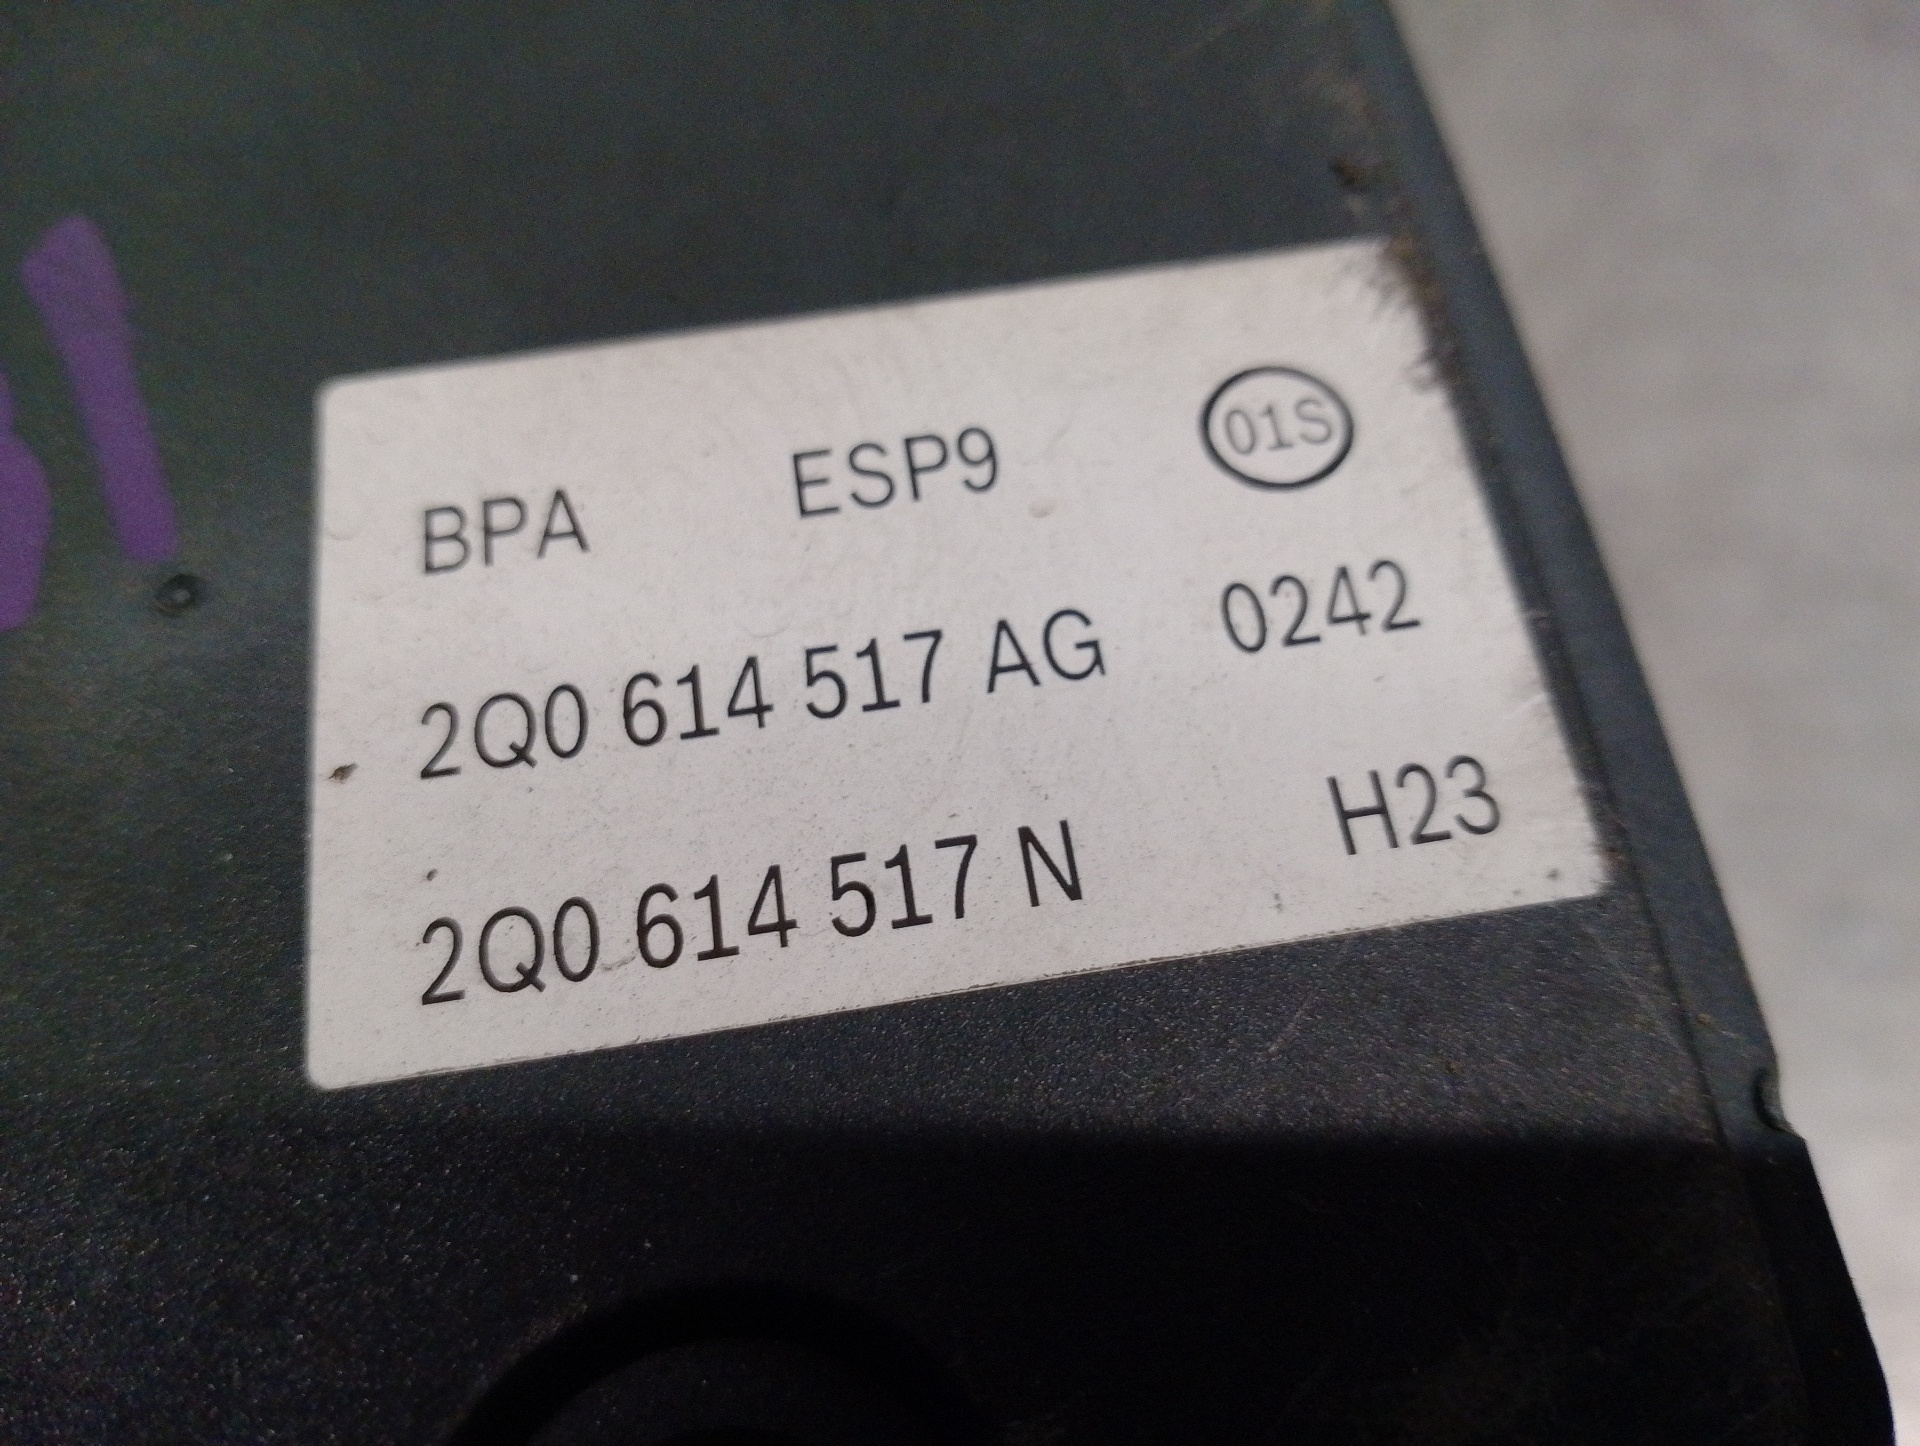 BPA ESP9 01S
2Q0 614 517 AG 0242
2Q0 614 517 N H23